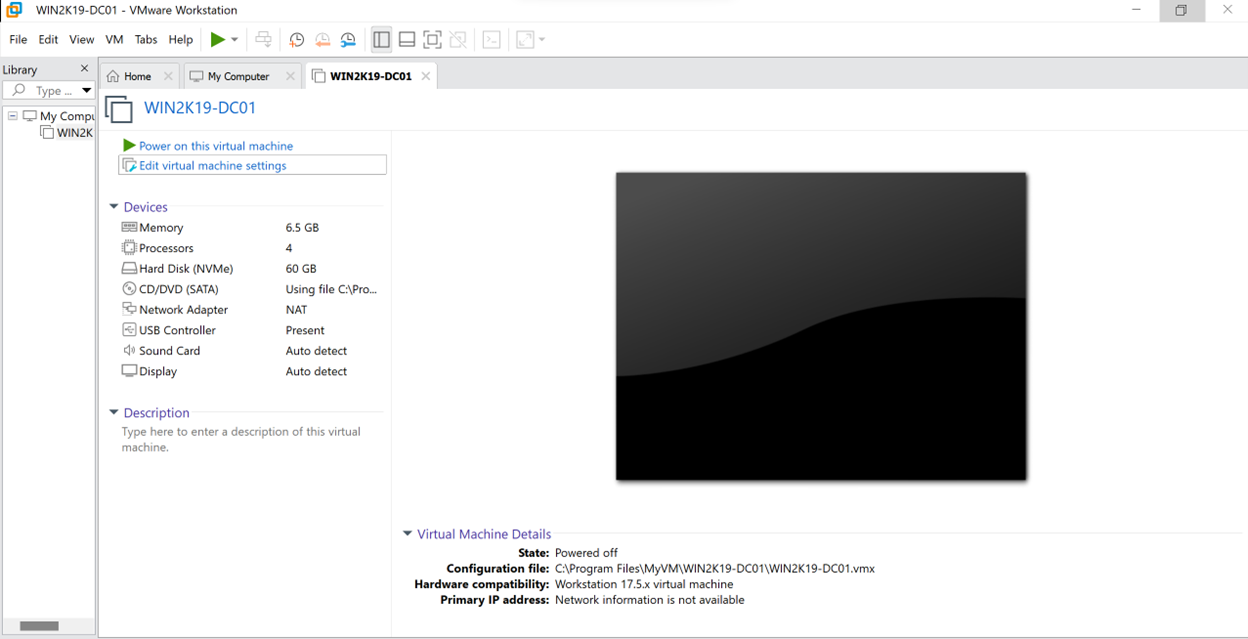 WIN2K19-DC01 - VMware Workstation
File Edit View VM Tabs Help
Library
Type ...
My Compu
WIN2K
Home My Computer WIN2K19-DC01
WIN2K19-DC01
Power on this virtual machine
Edit virtual machine settings
Devices
Memory 6.5 GB
Processors 4
Hard Disk (NVMe) 60 GB
CD/DVD (SATA) Using file C:\Pro...
Network Adapter NAT
USB Controller Present
Sound Card Auto detect
Display Auto detect
Description
Type here to enter a description of this virtual
machine.
Virtual Machine Details
State: Powered off
Configuration file: C:\Program Files\MyVM\WIN2K19-DC01\WIN2K19-DC01.vmx
Hardware compatibility: Workstation 17.5.x virtual machine
Primary IP address: Network information is not available